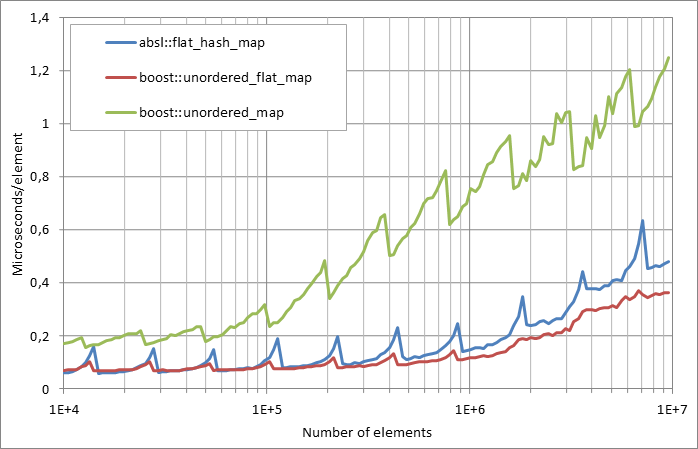 1,4
1,2
1
0,8
0,6
0,4
0,2
0
Microseconds/element
absl::flat_hash_map
boost::unordered_flat_map
boost::unordered_map
1E+4
1E+5
1E+6
1E+7
Number of elements